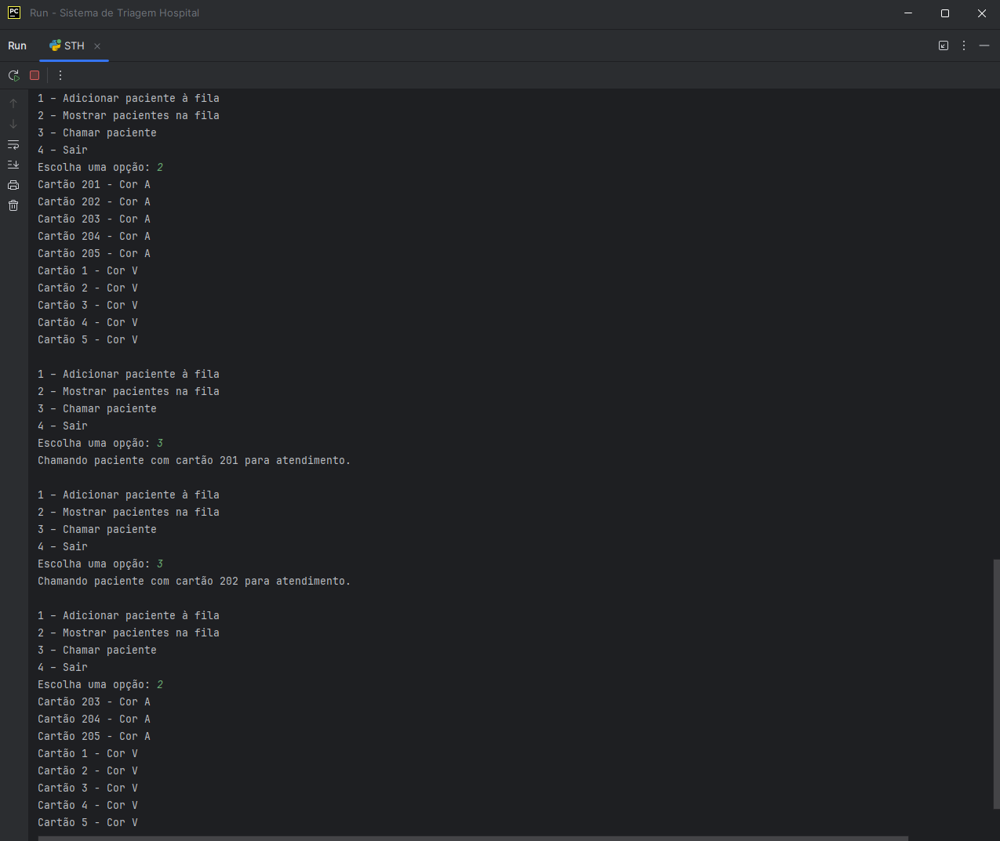 PC
Run - Sistema de Triagem Hospital
Run
STH
1 – Adicionar paciente à fila
2 – Mostrar pacientes na fila
3 – Chamar paciente
4 – Sair
Escolha uma opção: 2
Cartão 201 - Cor A
Cartão 202 - Cor A
Cartão 203 - Cor A
Cartão 204 - Cor A
Cartão 205 - Cor A
Cartão 1 - Cor V
Cartão 2 - Cor V
Cartão 3 - Cor V
Cartão 4 - Cor V
Cartão 5 - Cor V
1 – Adicionar paciente à fila
2 – Mostrar pacientes na fila
3 – Chamar paciente
4 – Sair
Escolha uma opção: 3
Chamando paciente com cartão 201 para atendimento.
1 – Adicionar paciente à fila
2 – Mostrar pacientes na fila
3 – Chamar paciente
4 – Sair
Escolha uma opção: 3
Chamando paciente com cartão 202 para atendimento.
1 – Adicionar paciente à fila
2 – Mostrar pacientes na fila
3 – Chamar paciente
4 – Sair
Escolha uma opção: 2
Cartão 203 - Cor A
Cartão 204 - Cor A
Cartão 205 - Cor A
Cartão 1 - Cor V
Cartão 2 - Cor V
Cartão 3 - Cor V
Cartão 4 - Cor V
Cartão 5 - Cor V